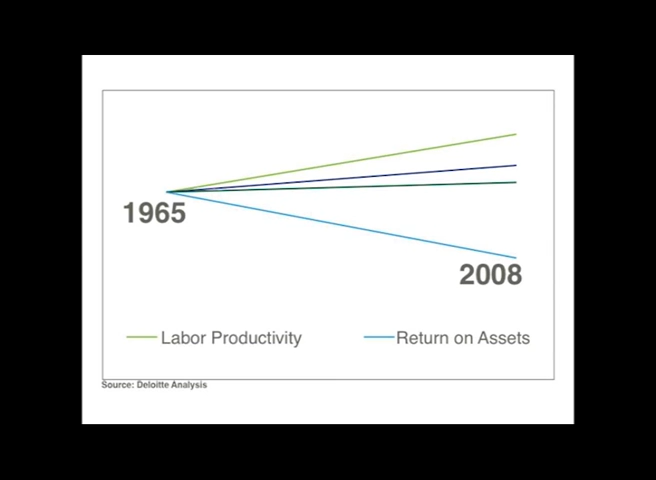 1965
2008
Labor Productivity
Return on Assets
Source: Deloitte Analysis